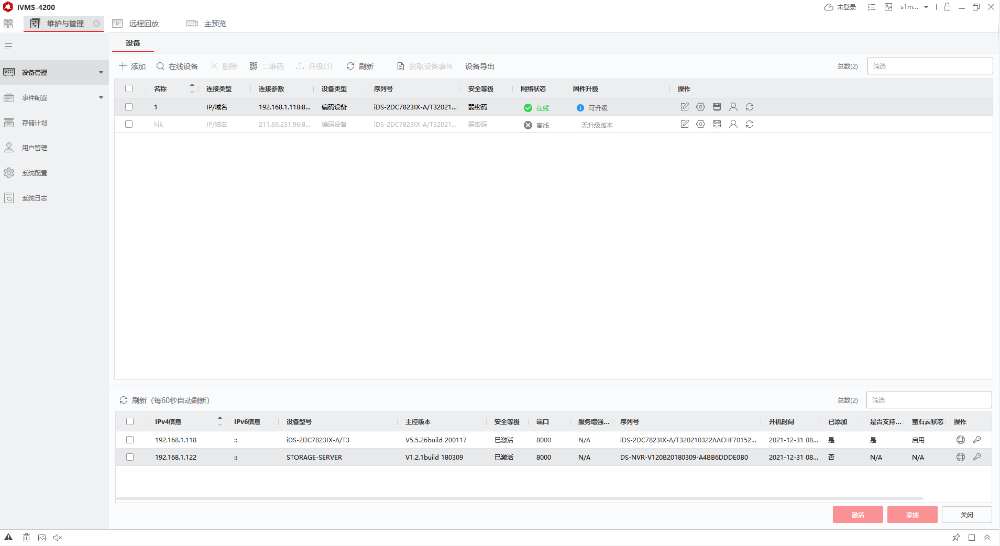 iVMS-4200 未登录 s1m...
维护与管理 远程回放 主预览
设备
添加 在线设备 删除 二维码 升级(1) 刷新 获取设备事件 设备导出 总数(2) 筛选
设备管理
事件配置
存储计划
用户管理
系统配置
系统日志
名称 连接类型 连接参数 设备类型 序列号 安全等级 网络状态 固件升级 操作
1 IP/域名 192.168.1.118:8... 编码设备 iDS-2DC7823IX-A/T32021... 弱密码 在线 可升级
hik IP/域名 211.69.231.96:8... 编码设备 iDS-2DC7823IX-A/T32021... 弱密码 离线 无升级版本
刷新（每60秒自动刷新） 总数(2) 筛选
IPv4信息 IPv6信息 设备型号 主控版本 安全等级 端口 服务增强... 序列号 开机时间 已添加 是否支持... 萤石云状态 操作
192.168.1.118 :: iDS-2DC7823IX-A/T3 V5.5.26build 200117 已激活 8000 N/A iDS-2DC7823IX-A/T320210322AACHF70152... 2021-12-31 08... 是 是 启用
192.168.1.122 :: STORAGE-SERVER V1.2.1build 180309 已激活 8000 N/A DS-NVR-V120B20180309-A4BB6DDDE0B0 2021-12-31 08... 否 N/A N/A
激活 添加 关闭